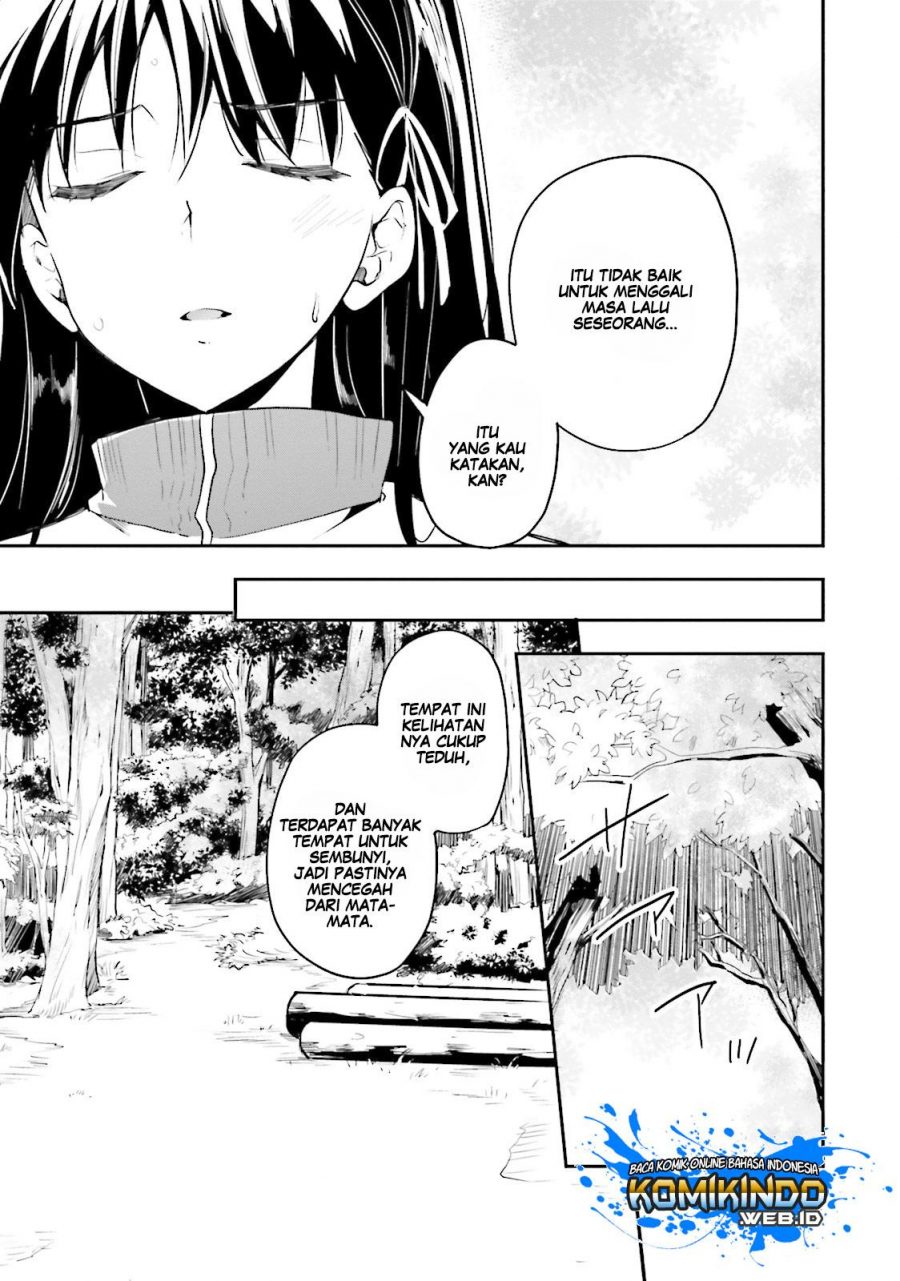 ITU TIDAK BAIK
UNTUK MENGGALI
MASA LALU
SESEORANG...
ITU
YANG KAU
KATAKAN,
KAN?
TEMPAT INI
KELIHATAN
NYA CUKUP
TEDUH,
DAN
TERDAPAT BANYAK
TEMPAT UNTUK
SEMBUNYI,
JADI PASTINYA
MENCEGAH
DARI MATA-
MATA.
BACA KOMIK ONLINE BAHASA INDONESIA
KOMIKINDO
WEB.ID